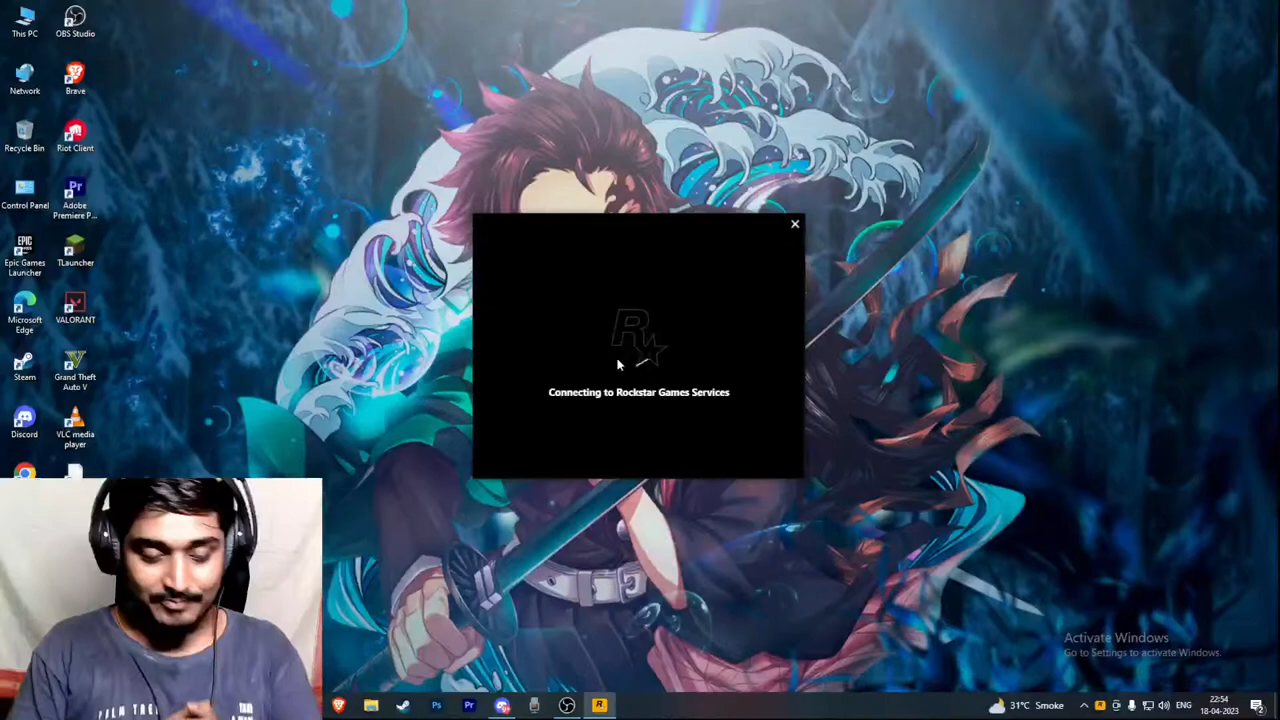 This PC
OBS Studio
Network
Brave
Recycle Bin
Riot Client
Control Panel
Adobe
Premiere P...
Epic Games
Launcher
TLauncher
Microsoft
Edge
VALORANT
Steam
Grand Theft
Auto V
Discord
VLC media
player
Connecting to Rockstar Games Services
Activate Windows
Go to Settings to activate Windows.
31°C Smoke
ENG
22:54
18-04-2023